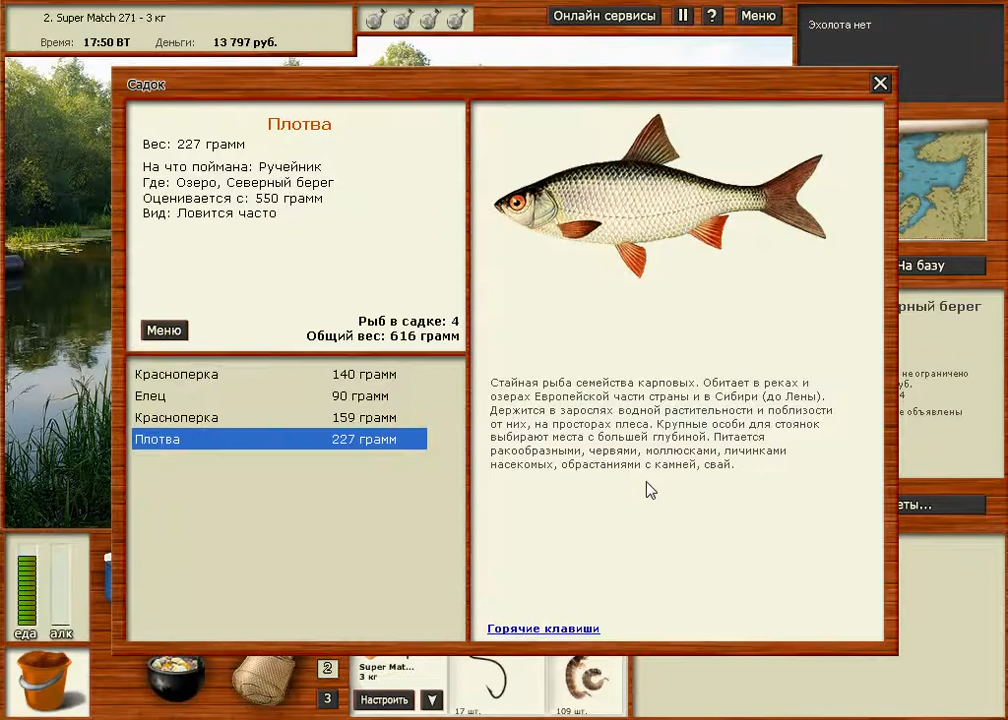 2. Super Match 271 - 3 кг
Время: 17:50 ВТ Деньги: 13 797 руб.
Онлайн сервисы
?
Меню
Эхолота нет
Садок
Плотва
Вес: 227 грамм
На что поймана: Ручейник
Где: Озеро, Северный берег
Оценивается с: 550 грамм
Вид: Ловится часто
Меню
Рыб в садке: 4
Общий вес: 616 грамм
Красноперка 140 грамм
Елец 90 грамм
Красноперка 159 грамм
Плотва 227 грамм
Стайная рыба семейства карповых. Обитает в реках и
озерах Европейской части страны и в Сибири (до Лены).
Держится в зарослях водной растительности и поблизости
от них, на просторах плеса. Крупные особи для стоянок
выбирают места с большей глубиной. Питается
ракообразными, червями, моллюсками, личинками
насекомых, обрастаниями с камней, свай.
Горячие клавиши
На базу
рный берег
не ограничено
уб.
4
е объявлены
еты...
еда алк
2
3
Super Mat...
3 кг
Настроить
17 шт.
109 шт.